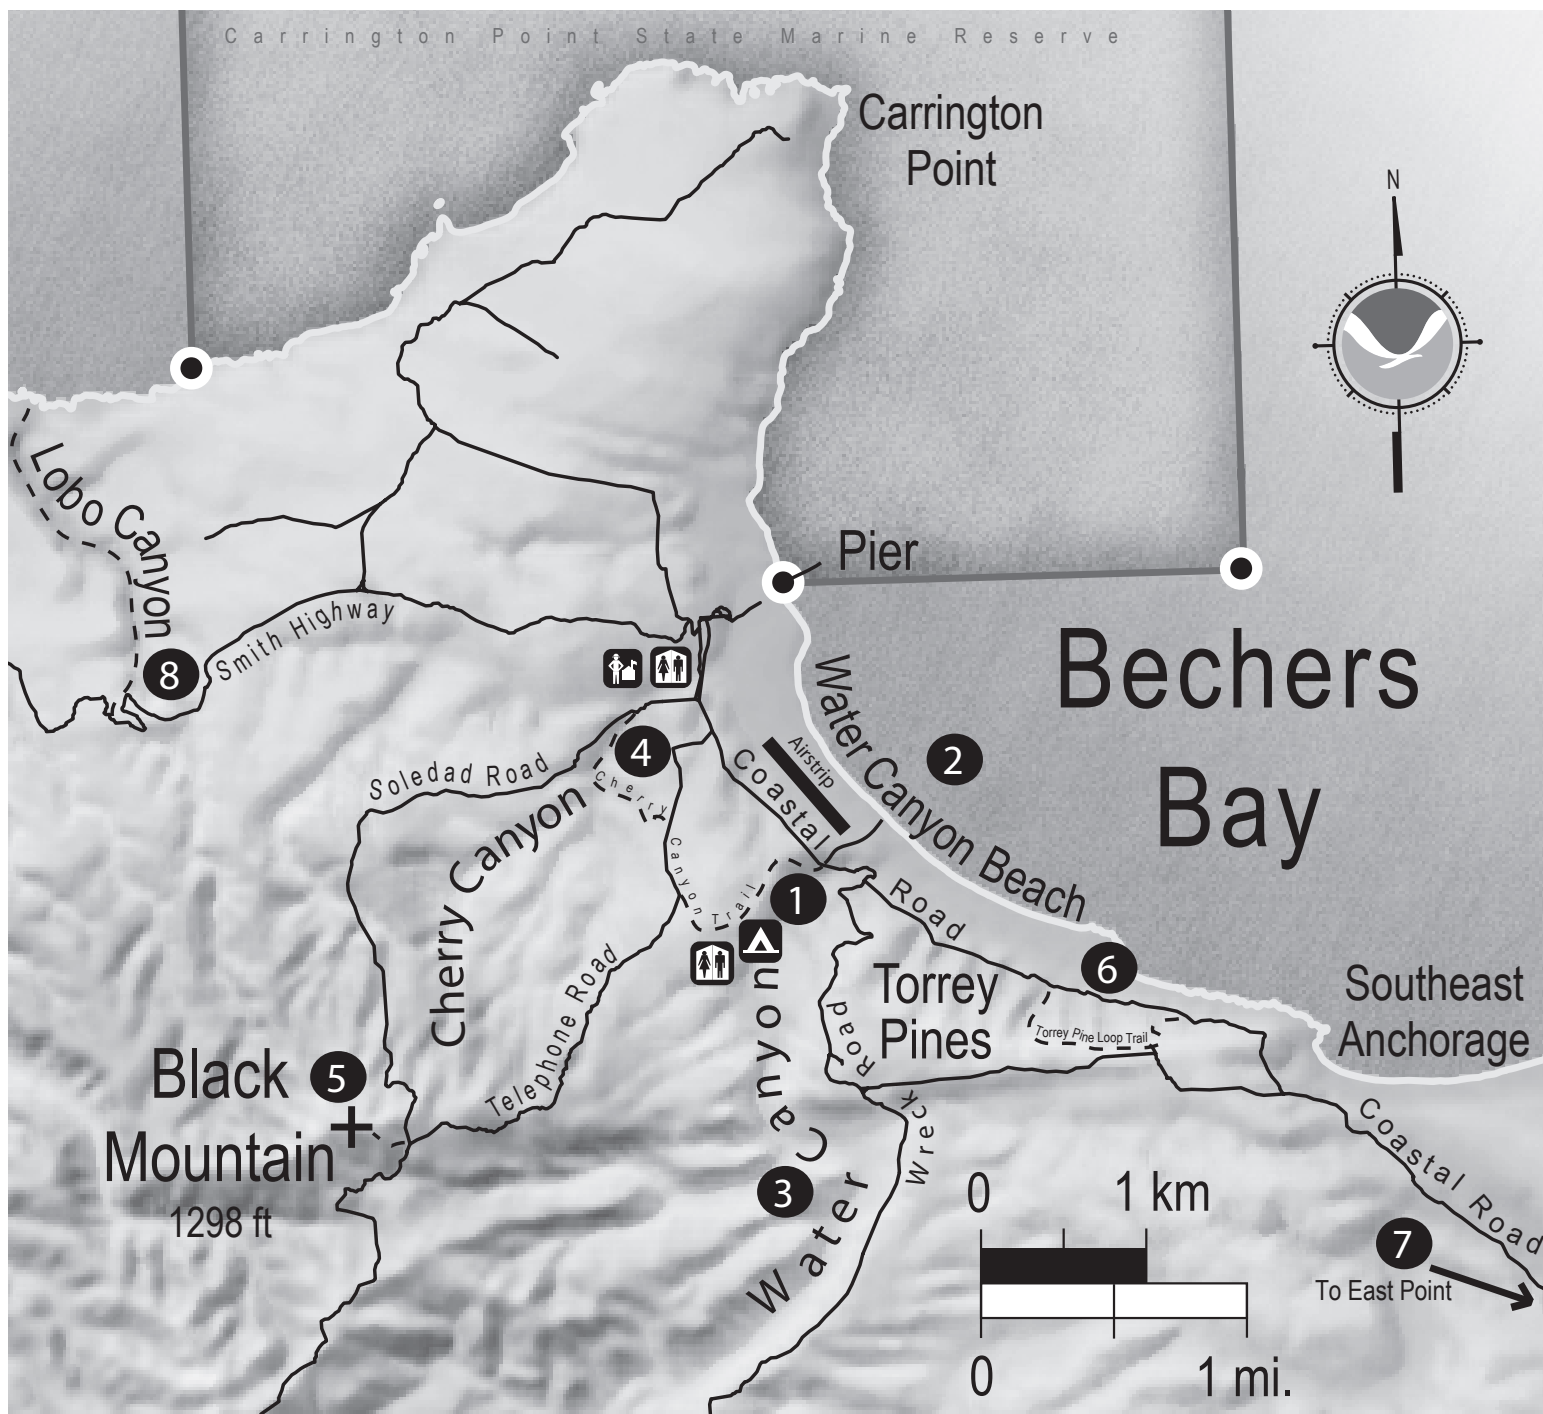 Carrington Point State Marine Reserve
Carrington
Point
N
Lobo Canyon
Pier
Smith Highway
8
Bechers
Bay
Water Canyon Beach
2
4
Airstrip
Coastal
Road
Soledad Road
Cherry Canyon
Cherry
Canyon
Trail
1
6
Torrey
Pines
Torrey Pine Loop Trail
Southeast
Anchorage
Telephone Road
Black
Mountain
1298 ft
5
Water Canyon
3
Wreck
Road
Coastal Road
7
To East Point
0
1 km
0
1 mi.